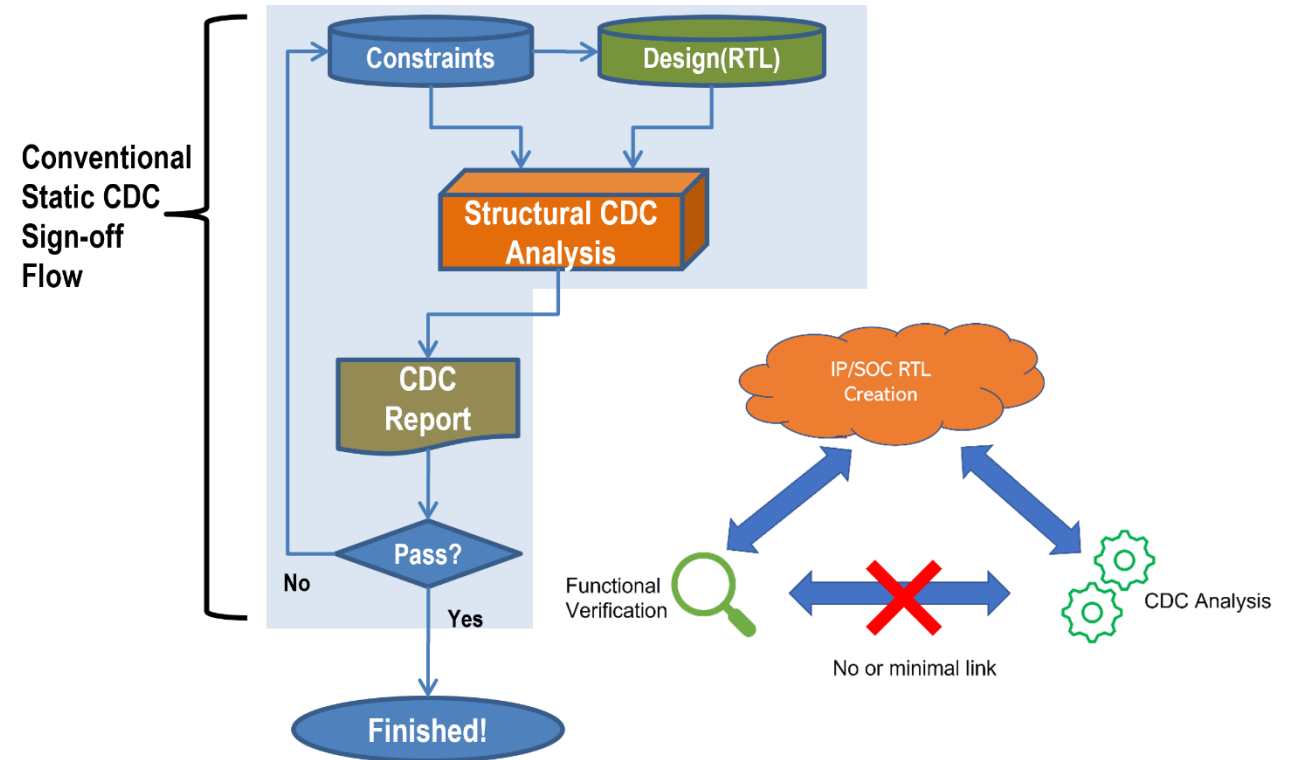 Constraints
Design(RTL)
Conventional
Static CDC
Sign-off
Flow
Structural CDC
Analysis
CDC
Report
Pass?
No
Yes
Finished!
IP/SOC RTL
Creation
Functional
Verification
CDC Analysis
No or minimal link